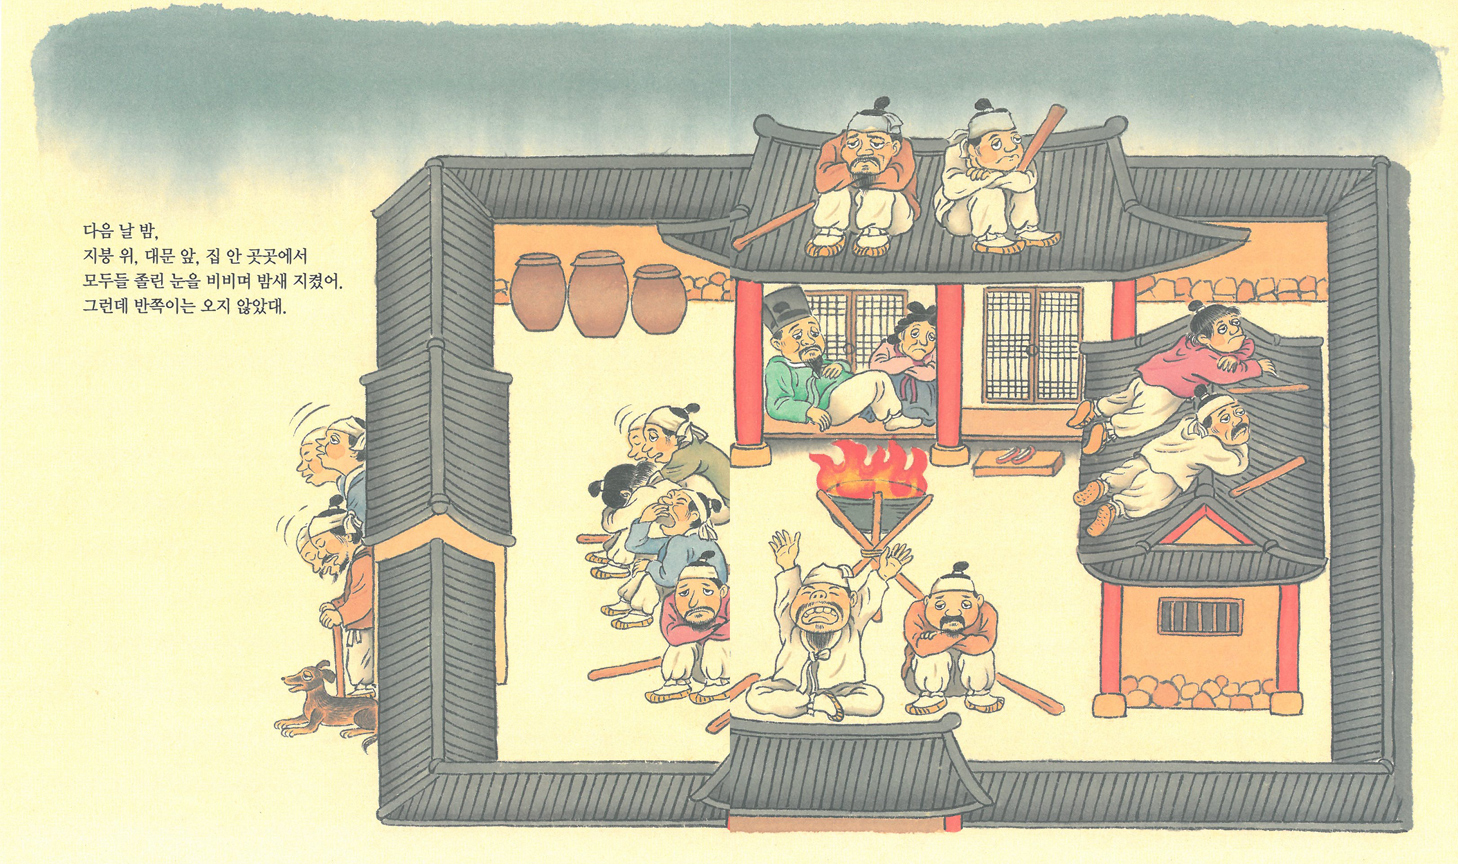 다음 날 밤,
지붕 위, 대문 앞, 집 안 곳곳에서
모두들 졸린 눈을 비비며 밤새 지켰어.
그런데 반쪽이는 오지 않았대.